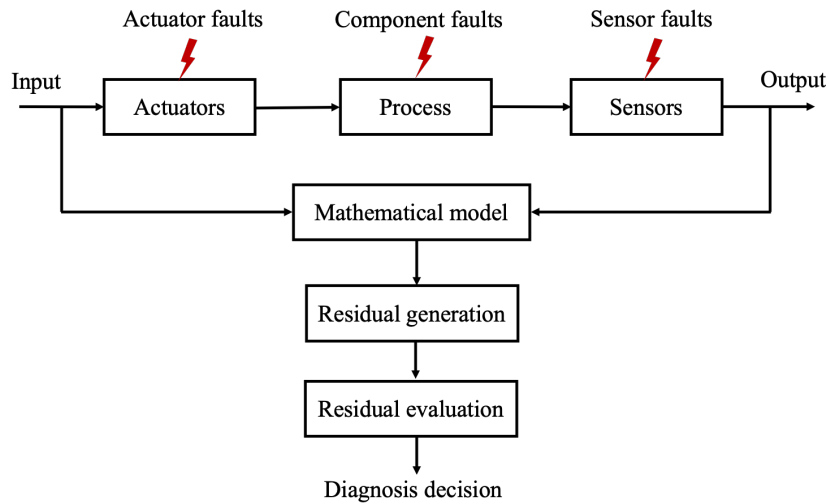 Actuator faults
Component faults
Sensor faults
Input
Output
Actuators
Process
Sensors
Mathematical model
Residual generation
Residual evaluation
Diagnosis decision